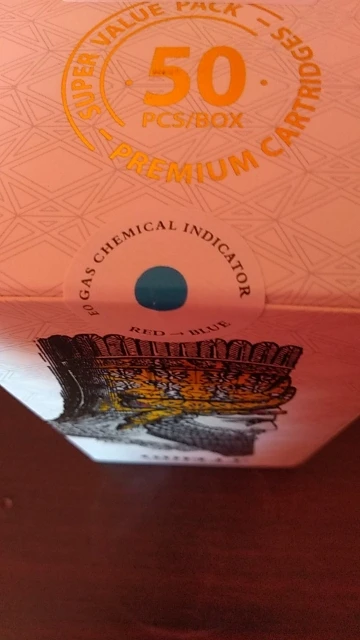 SUPER VALUE PACK
50
PCS/BOX
PREMIUM CARTRIDGES
EO GAS CHEMICAL INDICATOR
RED → BLUE